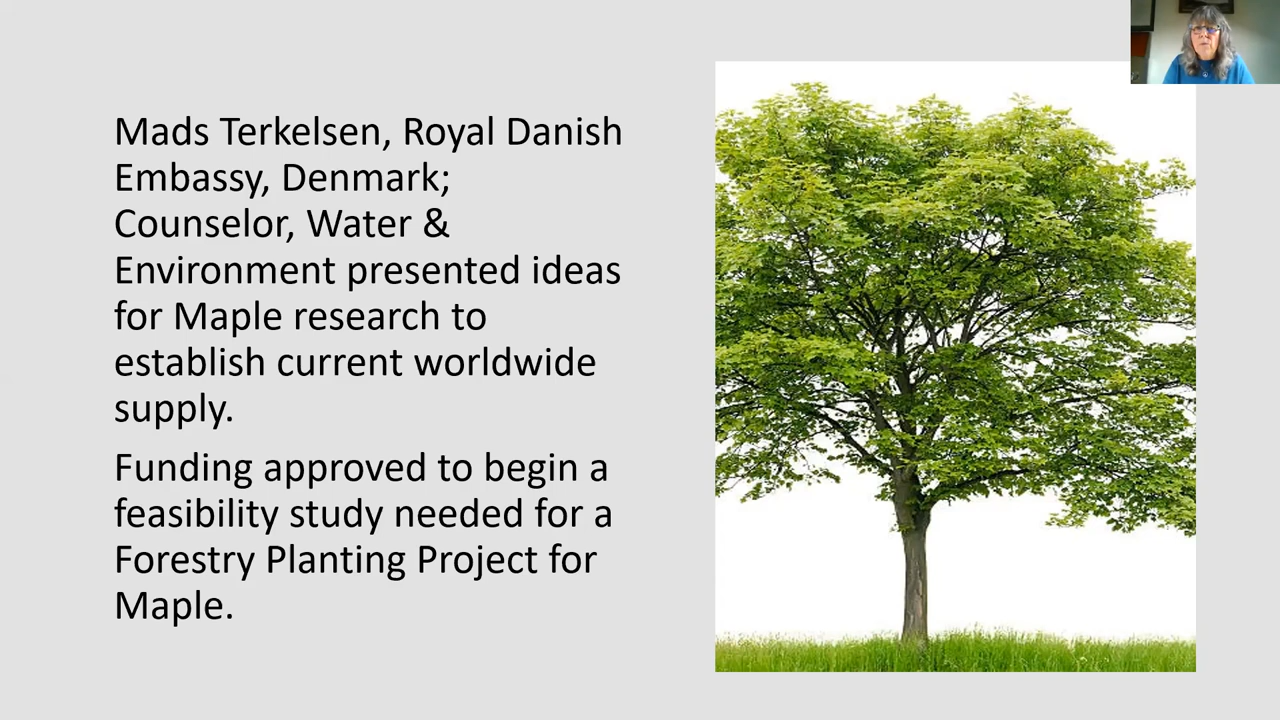 Mads Terkelsen, Royal Danish
Embassy, Denmark;
Counselor, Water &
Environment presented ideas
for Maple research to
establish current worldwide
supply.
Funding approved to begin a
feasibility study needed for a
Forestry Planting Project for
Maple.